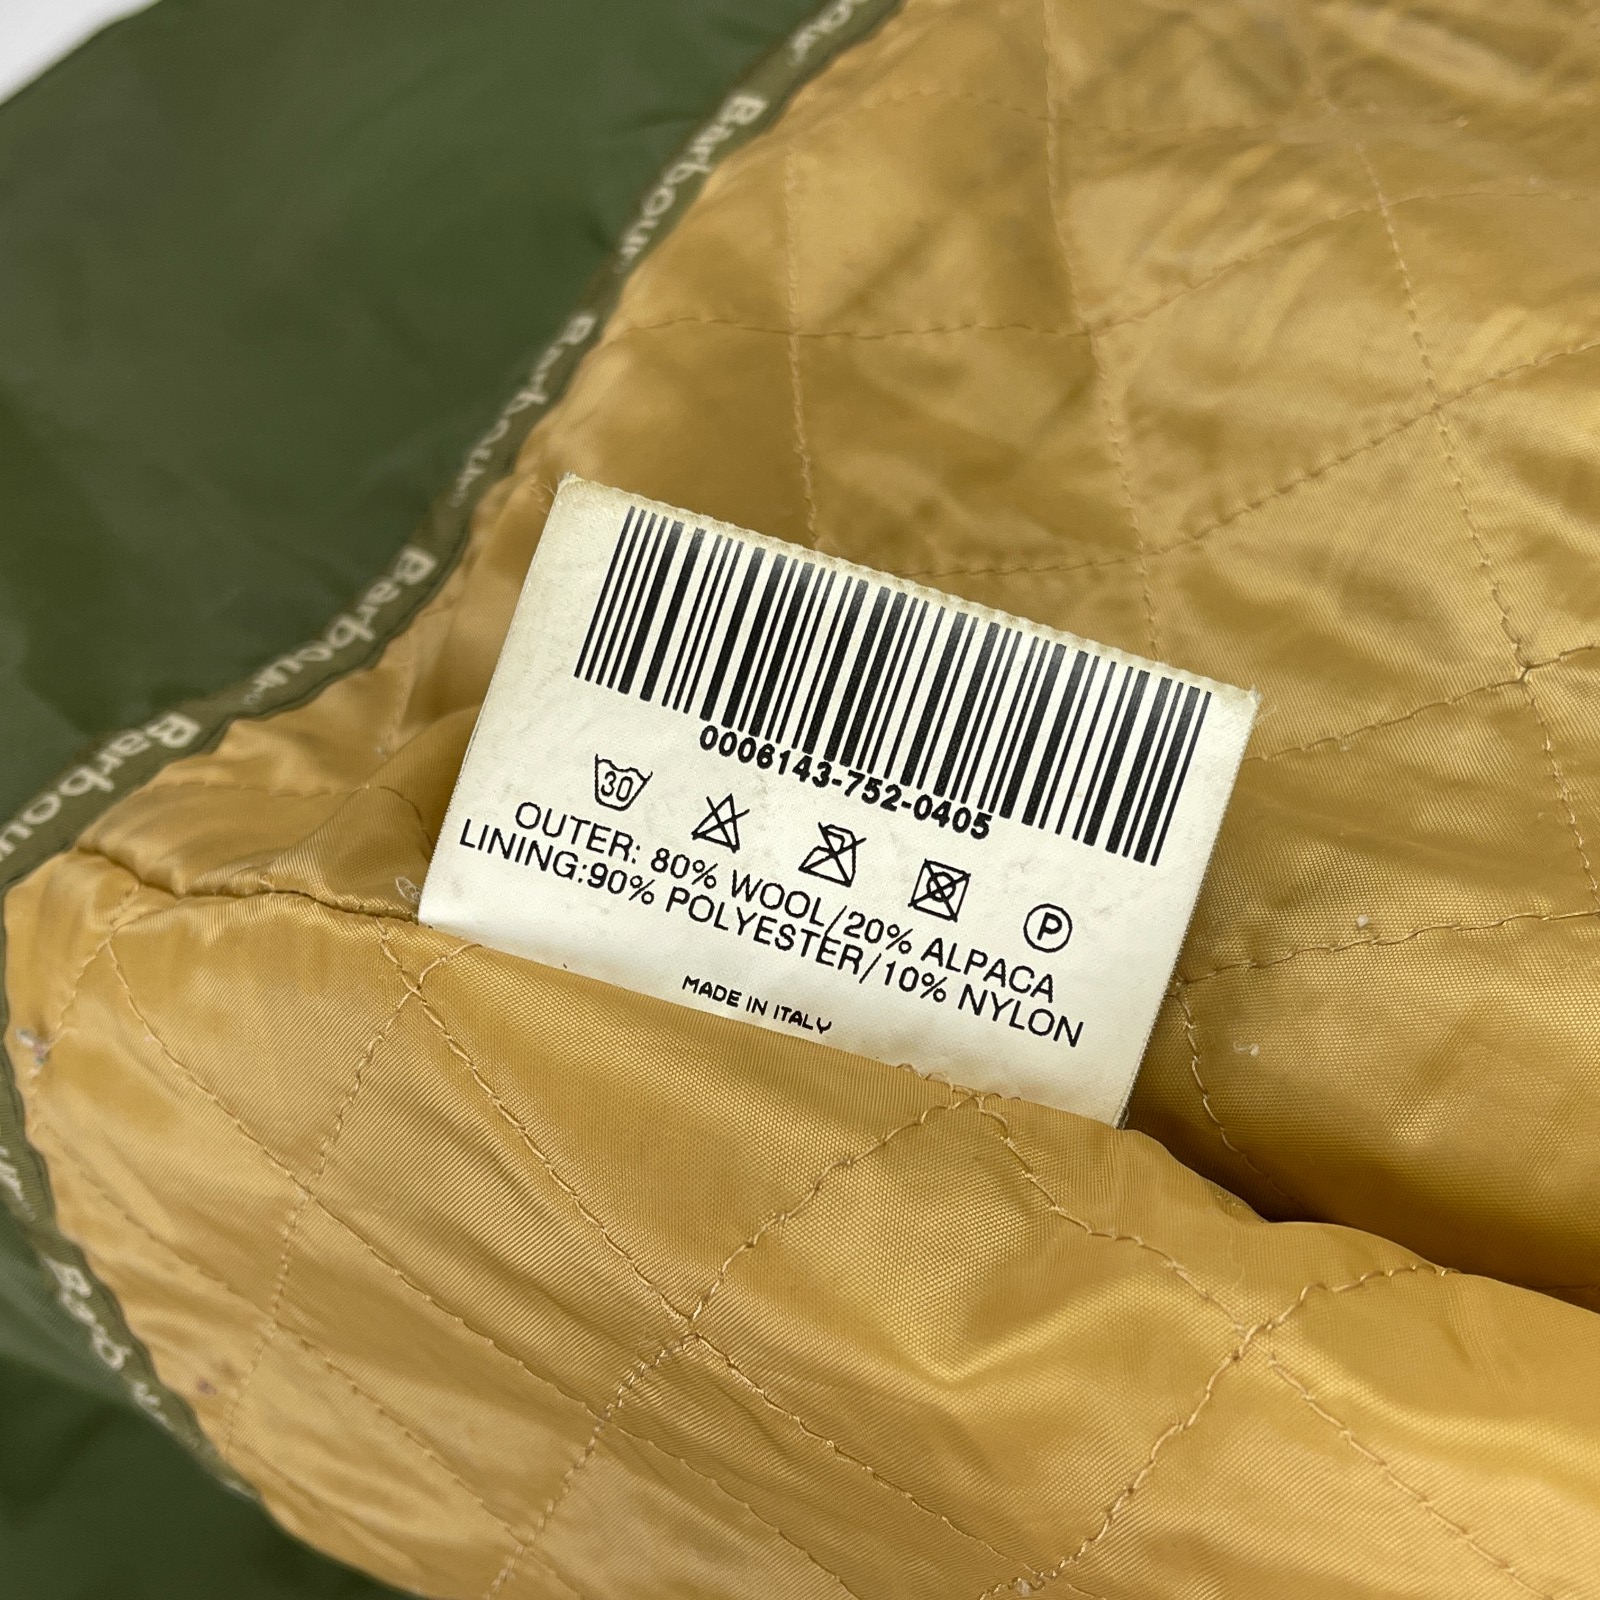 Barbour
Barbour
Barbour
Barbour
0006143-752-0405
30
P
OUTER: 80% WOOL/20% ALPACA
LINING:90% POLYESTER/10% NYLON
MADE IN ITALY